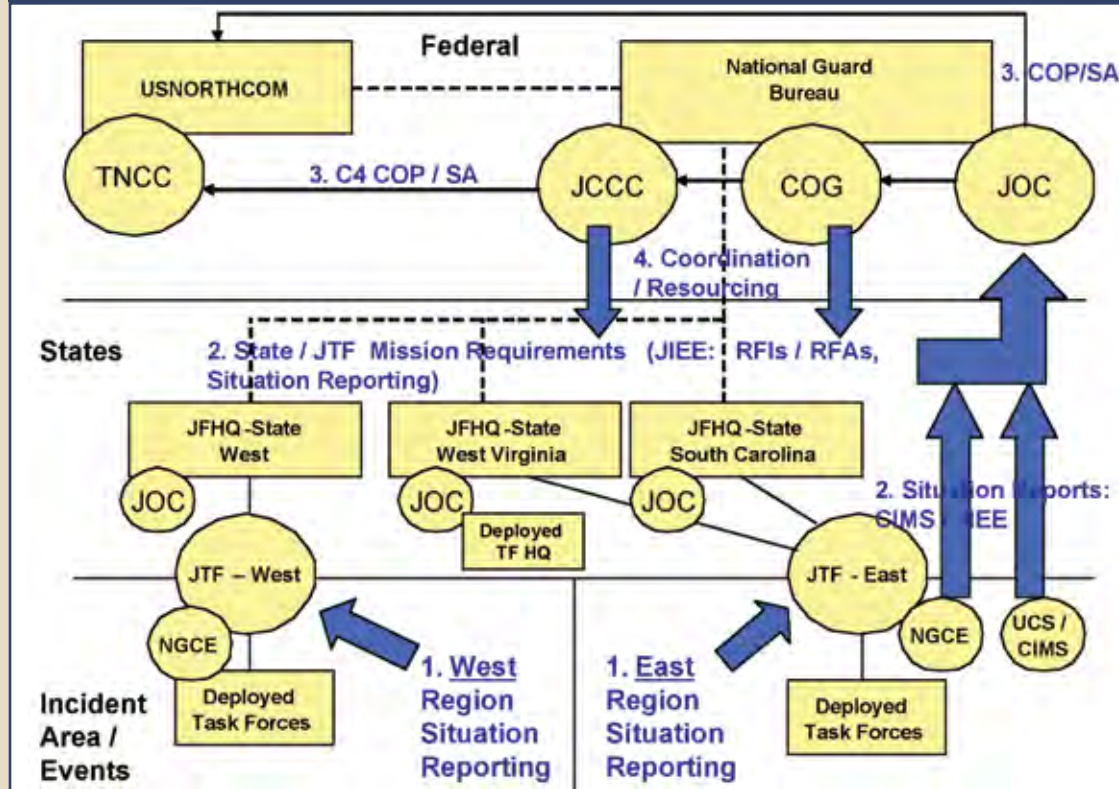 Federal
USNORTHCOM
National Guard
Bureau
3. COP/SA
TNCC
3. C4 COP / SA
JCCC
COG
JOC
4. Coordination
/ Resourcing
States
2. State / JTF Mission Requirements (JIEE: RFIs / RFAs,
Situation Reporting)
JFHQ -State
West
JOC
JFHQ -State
West Virginia
JOC
Deployed
TF HQ
JFHQ -State
South Carolina
JOC
2. Situation Reports:
CIMS
JTF – West
NGCE
Deployed
Task Forces
JTF - East
NGCE
UCS /
CIMS
Deployed
Task Forces
Incident
Area /
Events
1. West
Region
Situation
Reporting
1. East
Region
Situation
Reporting